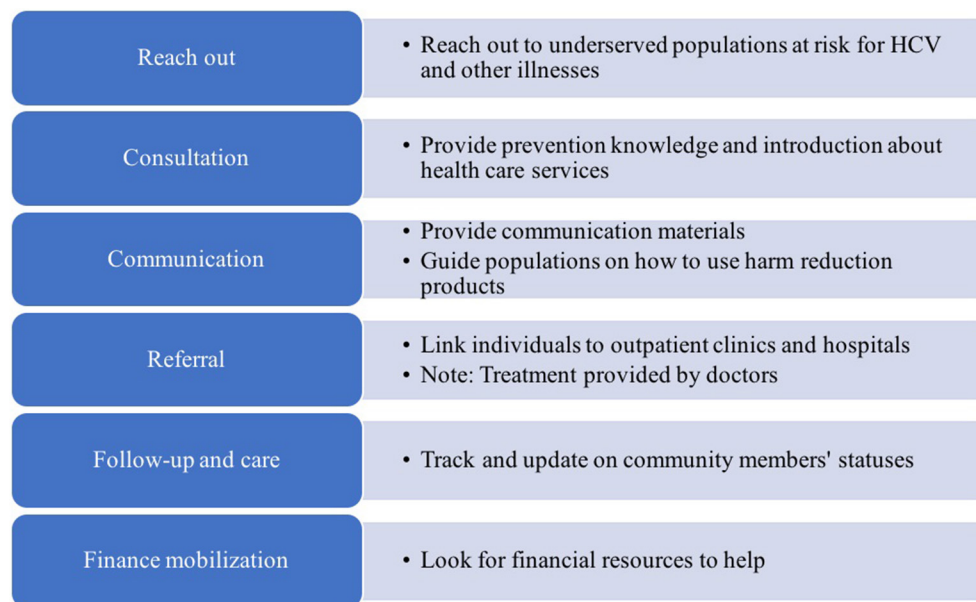 Reach out
• Reach out to underserved populations at risk for HCV
and other illnesses
Consultation
• Provide prevention knowledge and introduction about
health care services
Communication
• Provide communication materials
• Guide populations on how to use harm reduction
products
Referral
• Link individuals to outpatient clinics and hospitals
• Note: Treatment provided by doctors
Follow-up and care
• Track and update on community members' statuses
Finance mobilization
• Look for financial resources to help